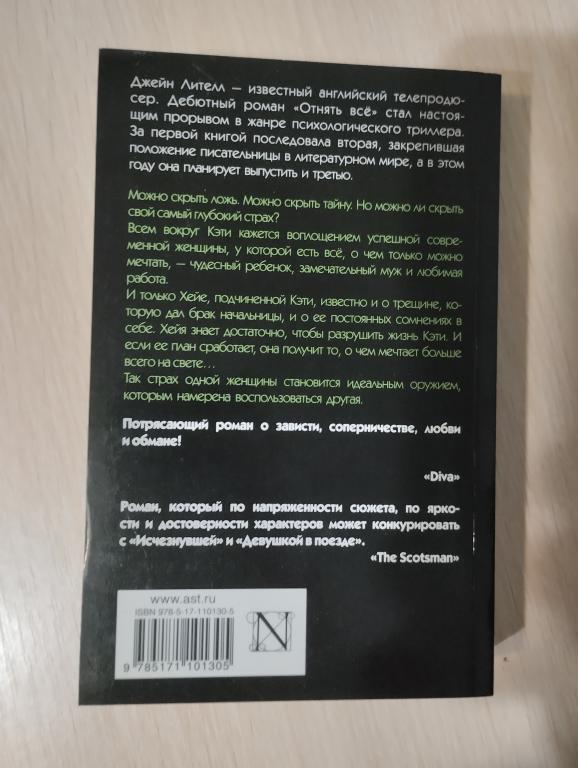 Джейн Лителл — известный английский телепродю-
сер. Дебютный роман «Отнять всё» стал настоя-
щим прорывом в жанре психологического триллера.
За первой книгой последовала вторая, закрепившая
положение писательницы в литературном мире, а в этом
году она планирует выпустить и третью.
Можно скрыть ложь. Можно скрыть тайну. Но можно ли скрыть
свой самый глубокий страх?
Всем вокруг Кэти кажется воплощением успешной совре-
менной женщины, у которой есть всё, о чем только можно
мечтать, — чудесный ребенок, замечательный муж и любимая
работа.
И только Хейе, подчиненной Кэти, известно и о трещине, ко-
торую дал брак начальницы, и о ее постоянных сомнениях в
себе. Хейя знает достаточно, чтобы разрушить жизнь Кэти. И
если ее план сработает, она получит то, о чем мечтает больше
всего на свете...
Так страх одной женщины становится идеальным оружием,
которым намерена воспользоваться другая.
Потрясающий роман о зависти, соперничестве, любви
и обмане!
«Diva»
Роман, который по напряженности сюжета, по ярко-
сти и достоверности характеров может конкурировать
с «Исчезнувшей» и «Девушкой в поезде».
«The Scotsman»
www.ast.ru
ISBN 978-5-17-110130-5
9 785171 101305
N